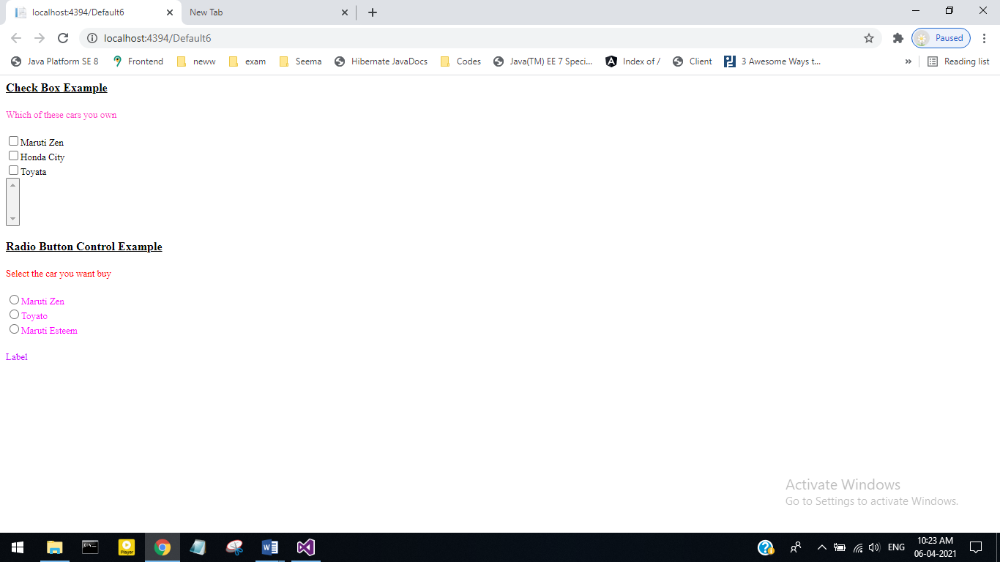 localhost:4394/Default6
New Tab
localhost:4394/Default6
Paused
Java Platform SE 8 Frontend neww exam Seema Hibernate JavaDocs Codes Java(TM) EE 7 Speci... Index of / Client 3 Awesome Ways t... » Reading list
Check Box Example
Which of these cars you own
Maruti Zen
Honda City
Toyata
Radio Button Control Example
Select the car you want buy
Maruti Zen
Toyato
Maruti Esteem
Label
Activate Windows
Go to Settings to activate Windows.
Player
ENG
10:23 AM
06-04-2021